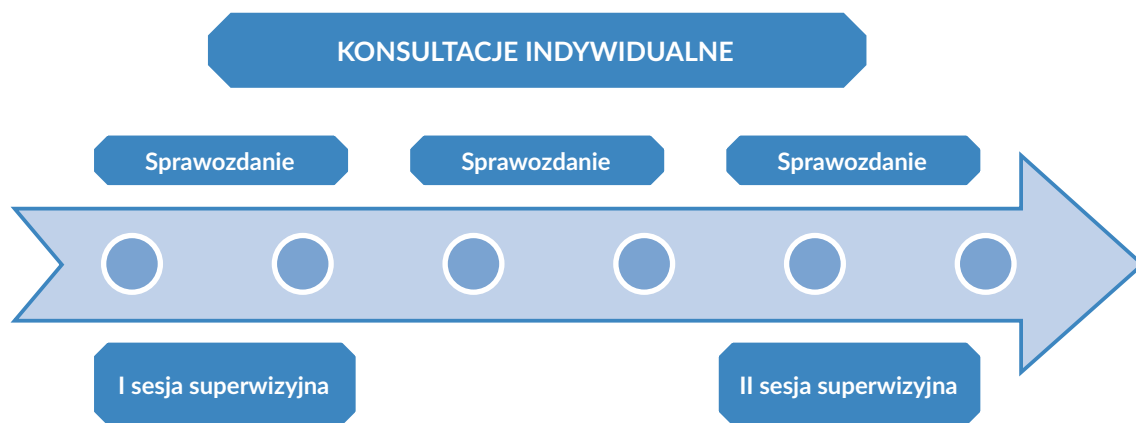 KONSULTACJE INDYWIDUALNE
Sprawozdanie
Sprawozdanie
Sprawozdanie
I sesja superwizyjna
II sesja superwizyjna